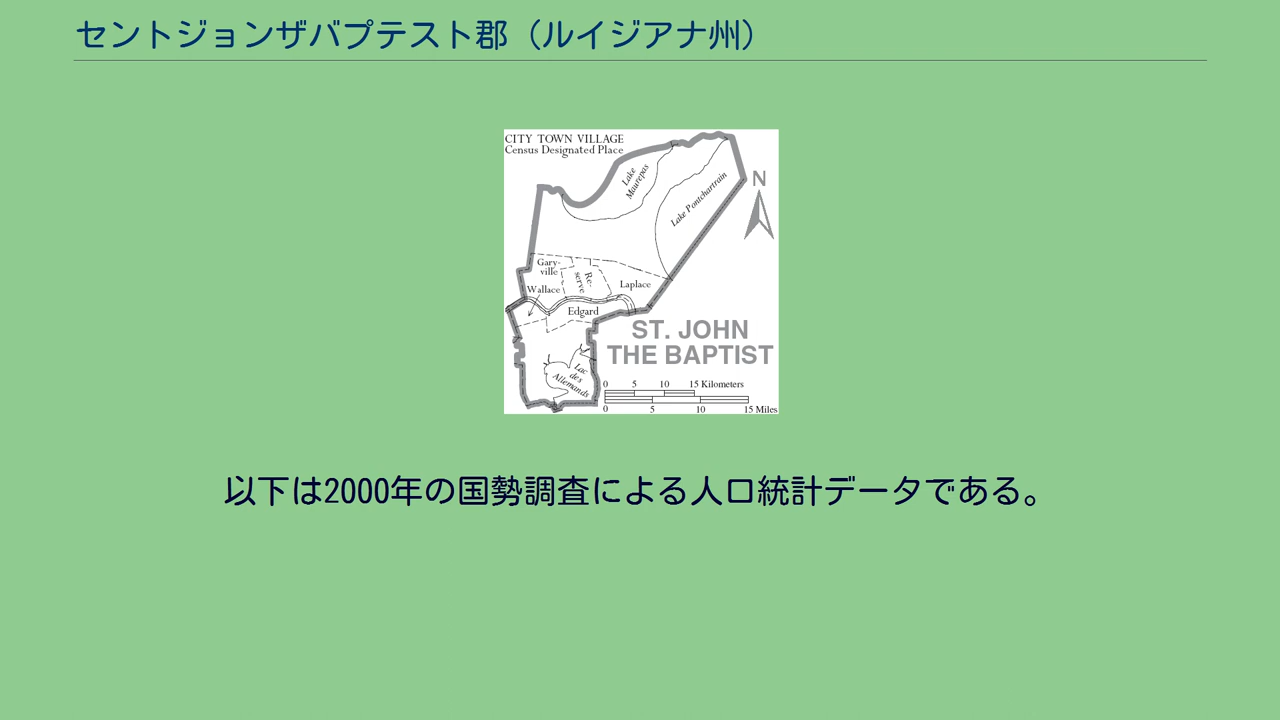 セントジョンザバプテスト郡（ルイジアナ州）
CITY TOWN VILLAGE
Census Designated Place
Lake
Maurepas
Lake Pontchartrain
N
Gary-
ville
Re-
serve
Laplace
Wallace
Edgard
ST. JOHN
THE BAPTIST
Lac
des
Allemands
0 5 10 15 Kilometers
0 5 10 15 Miles
以下は2000年の国勢調査による人口統計データである。